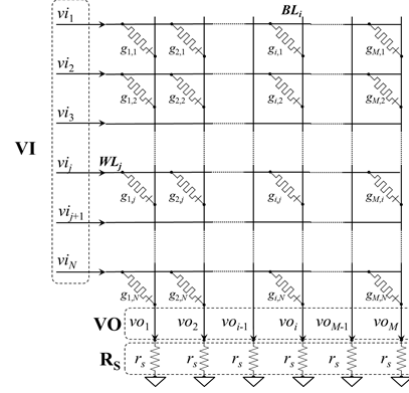 BLi
vi1
g1,1 g2,1 gi,1 gM,1
vi2
g1,2 g2,2 gi,2 gM,2
vi3
VI
WLj
vij
g1,j g2,j gi,j gM,i
vij+1
viN
g1,N g2,N gi,N gM,N
VO vo1 vo2 voi-1 voi voM-1 voM
RS rs rs rs rs rs rs